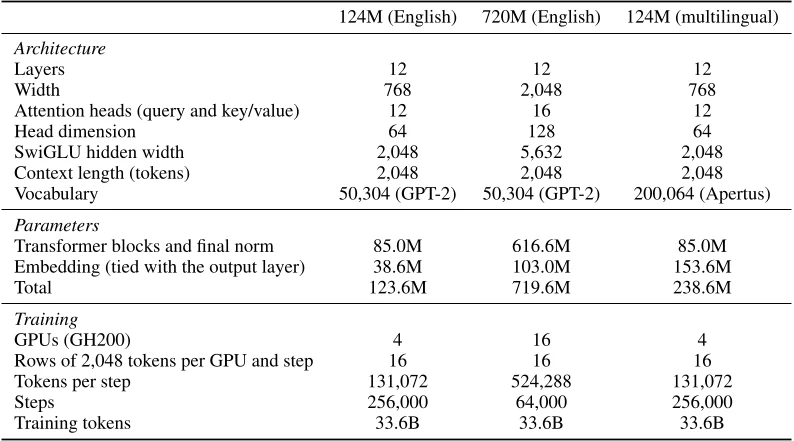 124M (English) 720M (English) 124M (multilingual)
Architecture
Layers 12 12 12
Width 768 2,048 768
Attention heads (query and key/value) 12 16 12
Head dimension 64 128 64
SwiGLU hidden width 2,048 5,632 2,048
Context length (tokens) 2,048 2,048 2,048
Vocabulary 50,304 (GPT-2) 50,304 (GPT-2) 200,064 (Apertus)
Parameters
Transformer blocks and final norm 85.0M 616.6M 85.0M
Embedding (tied with the output layer) 38.6M 103.0M 153.6M
Total 123.6M 719.6M 238.6M
Training
GPUs (GH200) 4 16 4
Rows of 2,048 tokens per GPU and step 16 16 16
Tokens per step 131,072 524,288 131,072
Steps 256,000 64,000 256,000
Training tokens 33.6B 33.6B 33.6B